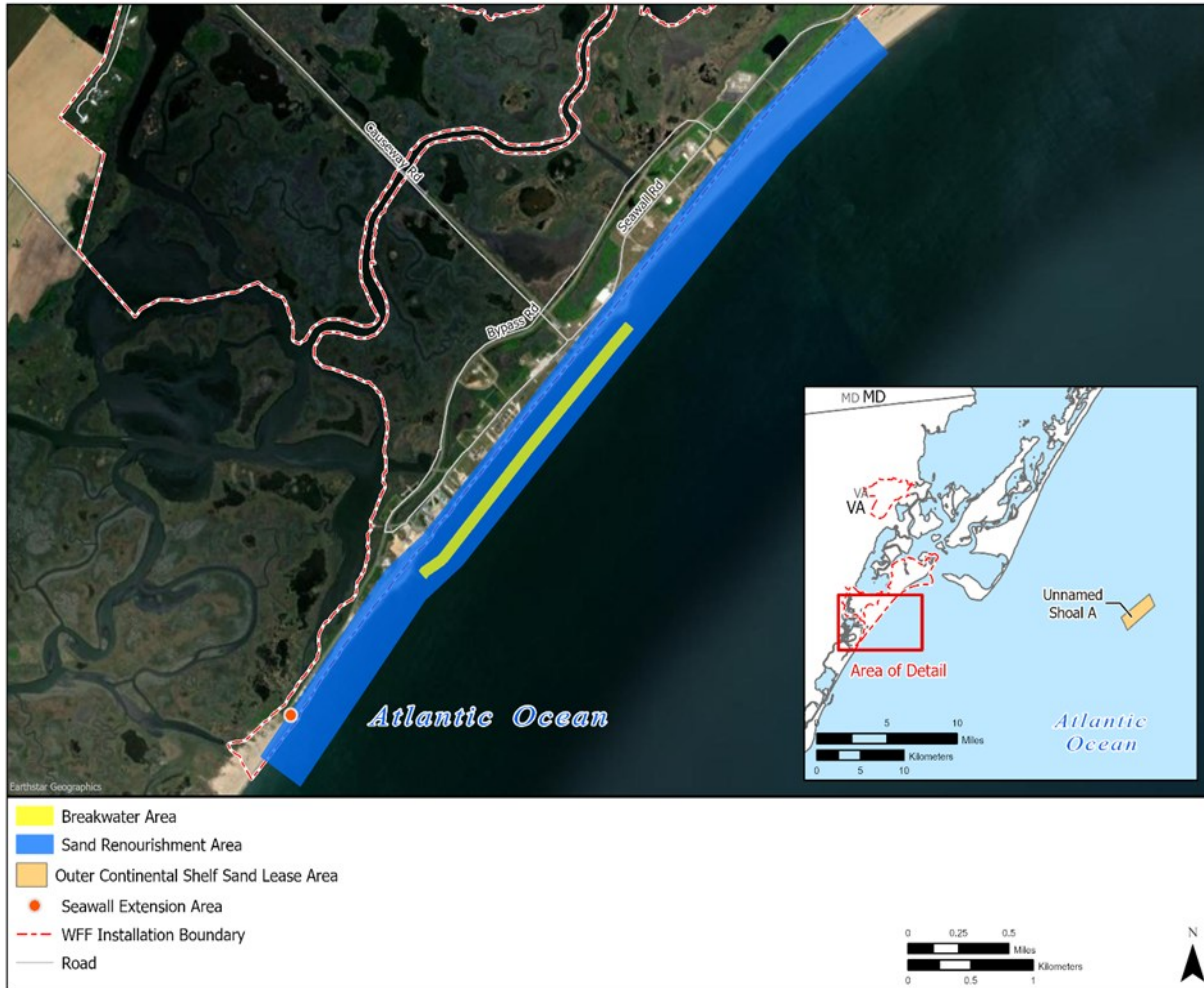 Causeway Rd
Seawall Rd
Bypass Rd
Atlantic Ocean
Earthstar Geographics
MD MD
VA
VA
Unnamed
Shoal A
Area of Detail
0 5 10
Miles
0 5 10
Kilometers
Atlantic
Ocean
Breakwater Area
Sand Renourishment Area
Outer Continental Shelf Sand Lease Area
Seawall Extension Area
WFF Installation Boundary
Road
0 0.25 0.5
Miles
0 0.5 1
Kilometers
N